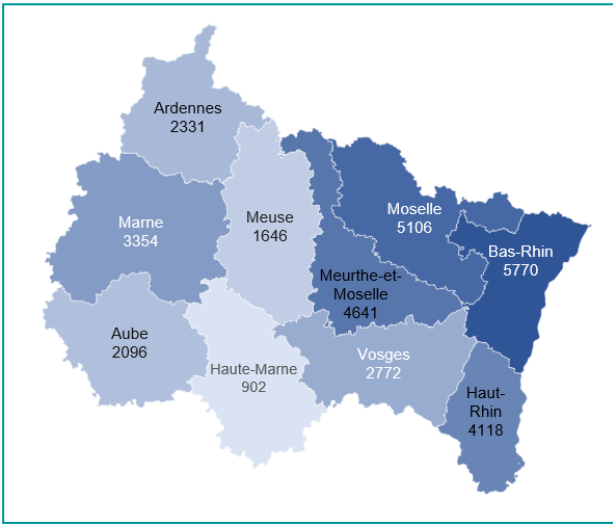 Ardennes
2331
Marne
3354
Meuse
1646
Moselle
5106
Bas-Rhin
5770
Meurthe-et-
Moselle
4641
Aube
2096
Haute-Marne
902
Vosges
2772
Haut-
Rhin
4118